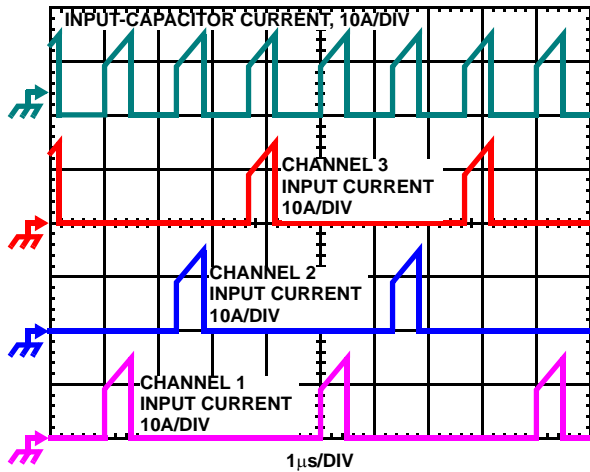 INPUT-CAPACITOR CURRENT, 10A/DIV
CHANNEL 3
INPUT CURRENT
10A/DIV
CHANNEL 2
INPUT CURRENT
10A/DIV
CHANNEL 1
INPUT CURRENT
10A/DIV
1μs/DIV